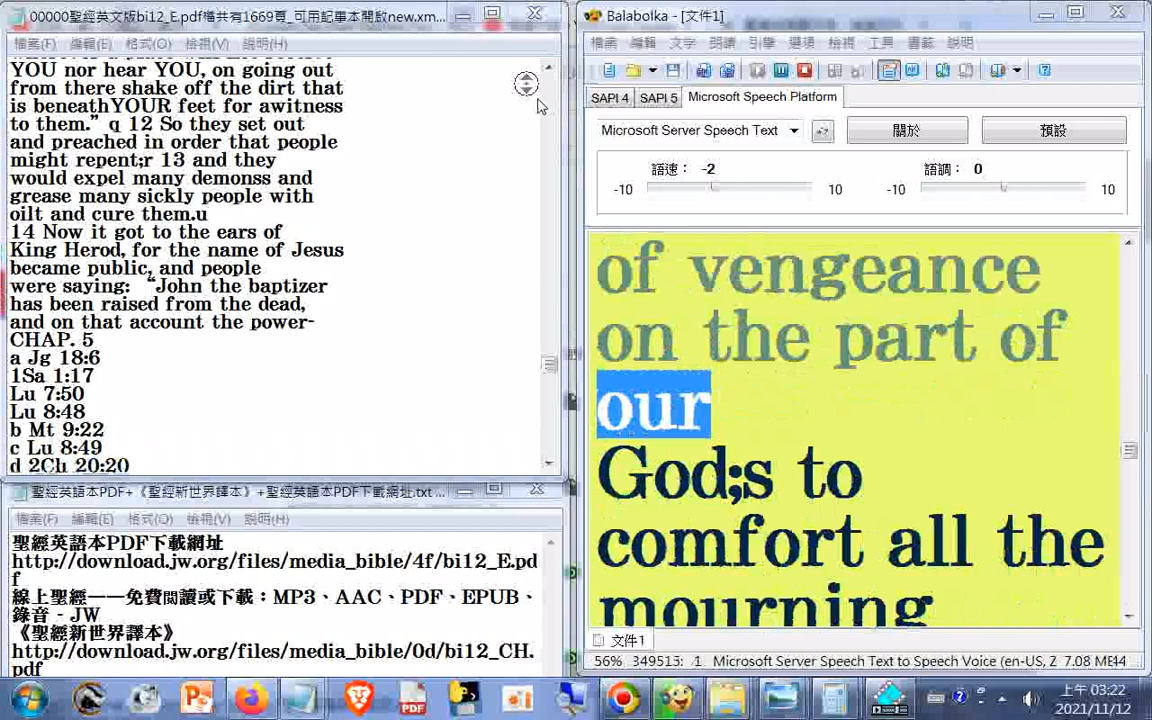 00000聖經英文版bi12_E.pdf檔共有1669頁_可用記事本開啟new.xm...
檔案(F) 編輯(E) 格式(O) 檢視(V) 說明(H)
YOU nor hear YOU, on going out
from there shake off the dirt that
is beneathYOUR feet for awitness
to them.” q 12 So they set out
and preached in order that people
might repent;r 13 and they
would expel many demonss and
grease many sickly people with
oilt and cure them.u
14 Now it got to the ears of
King Herod, for the name of Jesus
became public, and people
were saying: “John the baptizer
has been raised from the dead,
and on that account the power-
CHAP. 5
a Jg 18:6
1Sa 1:17
Lu 7:50
Lu 8:48
b Mt 9:22
c Lu 8:49
d 2Ch 20:20
聖經英語本PDF+《聖經新世界譯本》+聖經英語本PDF下載網址.txt ...
檔案(F) 編輯(E) 格式(O) 檢視(V) 說明(H)
聖經英語本PDF下載網址
http://download.jw.org/files/media_bible/4f/bi12_E.pd
f
線上聖經——免費閱讀或下載：MP3、AAC、PDF、EPUB、
錄音 - JW
《聖經新世界譯本》
http://download.jw.org/files/media_bible/0d/bi12_CH.
pdf
Balabolka - [文件1]
檔案 編輯 文字 朗讀 引擎 選項 檢視 工具 書籤 說明
SAPI 4 SAPI 5 Microsoft Speech Platform
Microsoft Server Speech Text 關於 預設
語速： -2 語調： 0
-10 10 -10 10
of vengeance
on the part of
our
God;s to
comfort all the
mourning
文件1
56% 349513: 1 Microsoft Server Speech Text to Speech Voice (en-US, Z 7.08 ME44
上午 03:22
2021/11/12